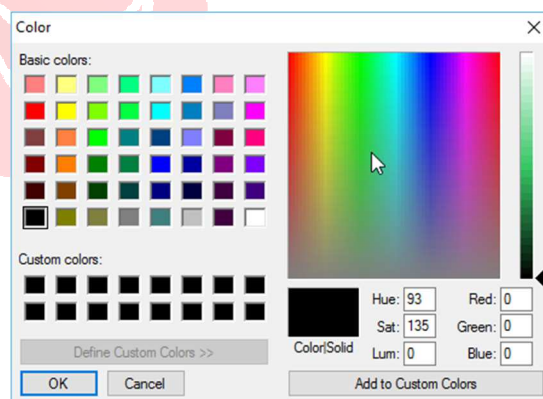 Color
Basic colors:
Custom colors:
Define Custom Colors >>
OK Cancel
Color|Solid
Hue: 93 Red: 0
Sat: 135 Green: 0
Lum: 0 Blue: 0
Add to Custom Colors